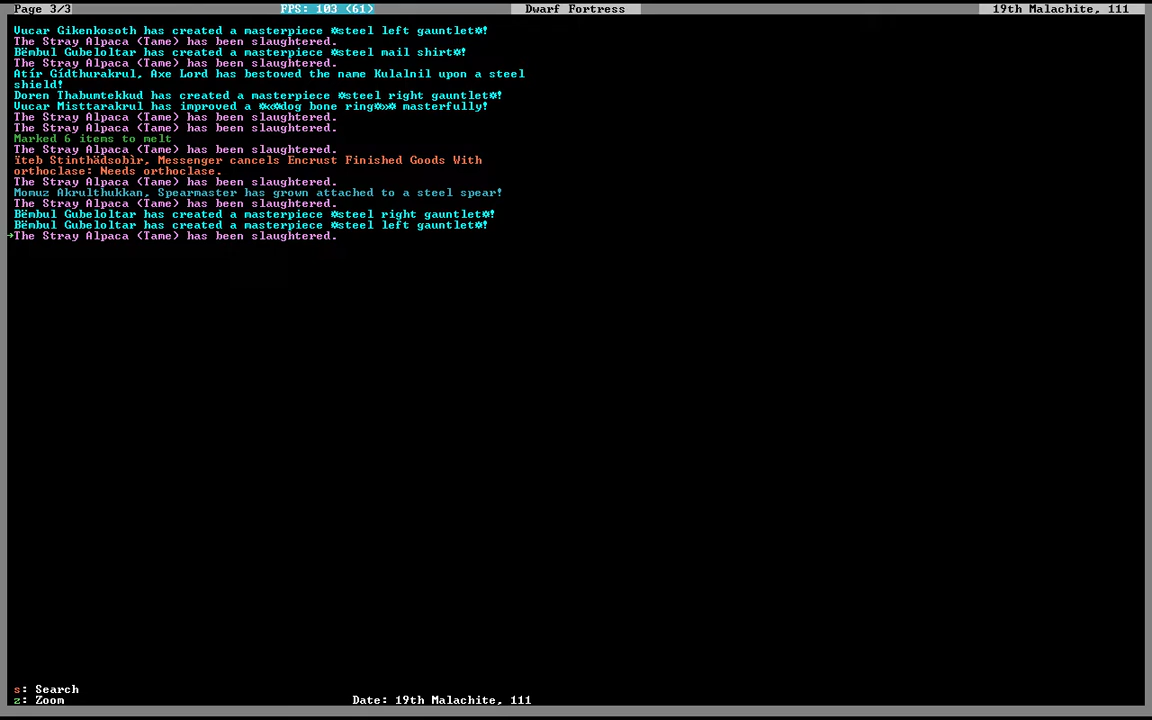 Page 3/3 FPS: 103 (61) Dwarf Fortress 19th Malachite, 111
Vucar Gikenkosoth has created a masterpiece ☼steel left gauntlet☼!
The Stray Alpaca (Tame) has been slaughtered.
Bëmbul Gubeloltar has created a masterpiece ☼steel mail shirt☼!
The Stray Alpaca (Tame) has been slaughtered.
Atír Gídthurakrul, Axe Lord has bestowed the name Kulalnil upon a steel
shield!
Doren Thabumtekkud has created a masterpiece ☼steel right gauntlet☼!
Vucar Misttarakrul has improved a ☼«☼dog bone ring☼»☼ masterfully!
The Stray Alpaca (Tame) has been slaughtered.
The Stray Alpaca (Tame) has been slaughtered.
Marked 6 items to melt
The Stray Alpaca (Tame) has been slaughtered.
ïteb Stinthädsobìr, Messenger cancels Encrust Finished Goods With
orthoclase: Needs orthoclase.
The Stray Alpaca (Tame) has been slaughtered.
Momuz Akrulthukkan, Spearmaster has grown attached to a steel spear!
The Stray Alpaca (Tame) has been slaughtered.
Bëmbul Gubeloltar has created a masterpiece ☼steel right gauntlet☼!
Bëmbul Gubeloltar has created a masterpiece ☼steel left gauntlet☼!
→The Stray Alpaca (Tame) has been slaughtered.
s: Search
z: Zoom Date: 19th Malachite, 111